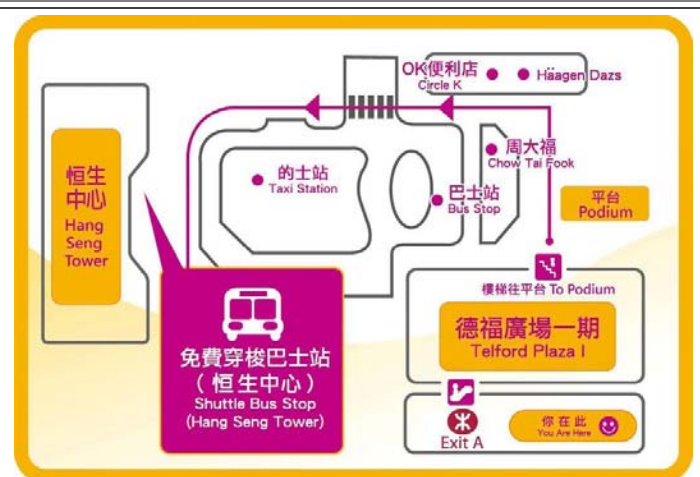 OK便利店
Circle K
Häagen Dazs
周大福
Chow Tai Fook
恒生
中心
Hang
Seng
Tower
的士站
Taxi Station
巴士站
Bus Stop
平台
Podium
樓梯往平台 To Podium
德福廣場一期
Telford Plaza I
免費穿梭巴士站
(恒生中心)
Shuttle Bus Stop
(Hang Seng Tower)
Exit A
你在此
You Are Here